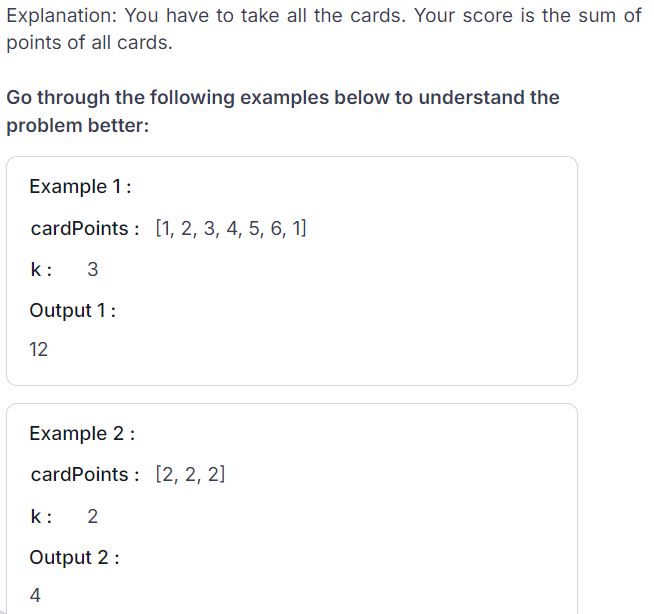 Explanation: You have to take all the cards. Your score is the sum of
points of all cards.
Go through the following examples below to understand the
problem better:
Example 1 :
cardPoints : [1, 2, 3, 4, 5, 6, 1]
k : 3
Output 1 :
12
Example 2 :
cardPoints : [2, 2, 2]
k : 2
Output 2 :
4